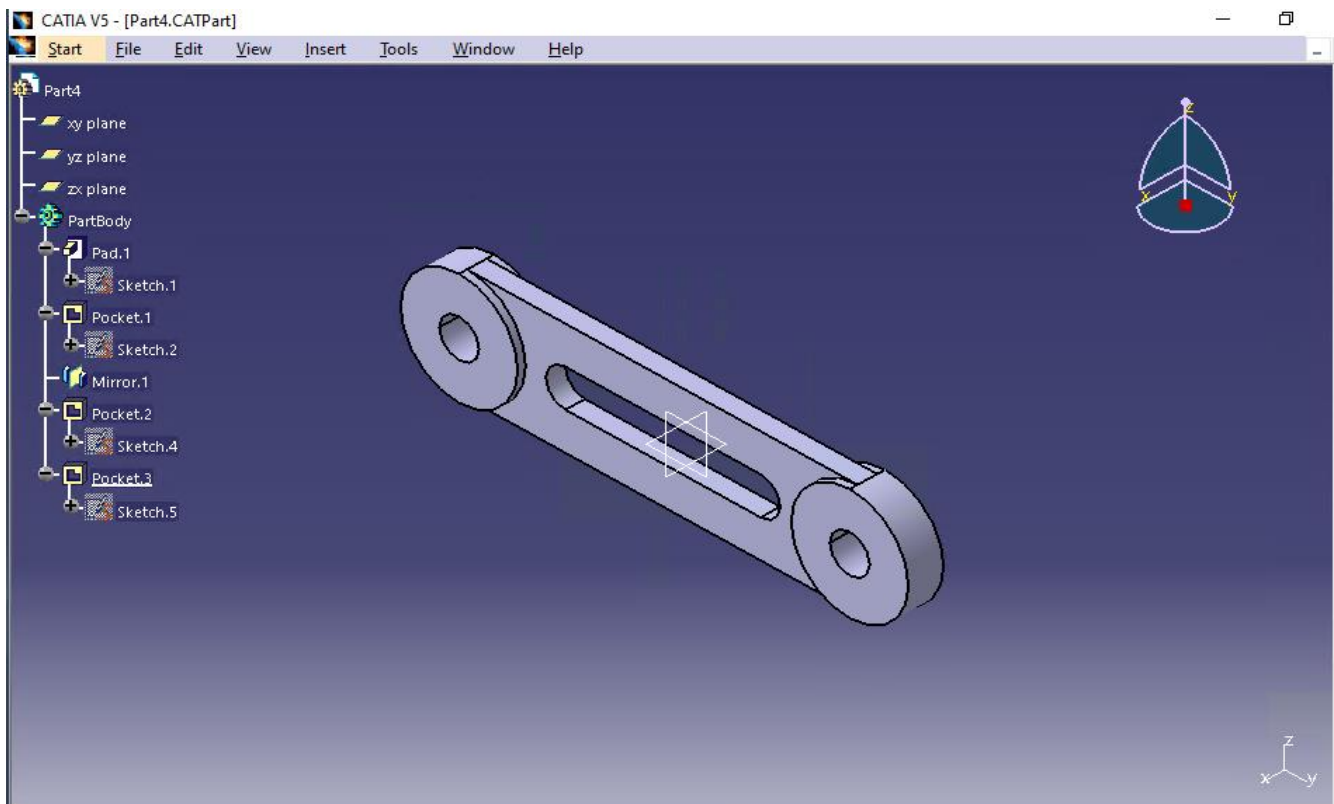 CATIA V5 - [Part4.CATPart]
Start File Edit View Insert Tools Window Help
Part4
xy plane
yz plane
zx plane
PartBody
Pad.1
Sketch.1
Pocket.1
Sketch.2
Mirror.1
Pocket.2
Sketch.4
Pocket.3
Sketch.5
z
x y
z
x y